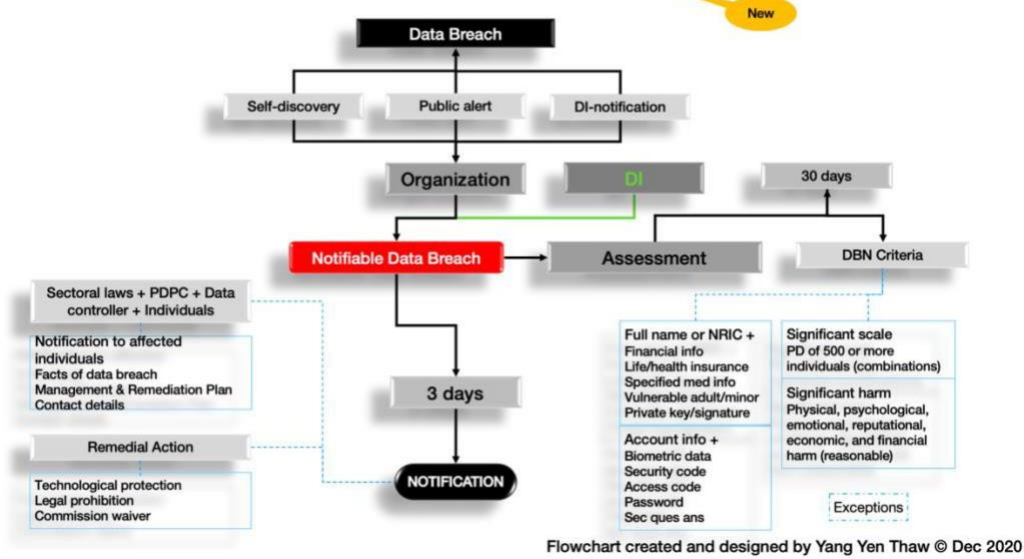 New
Data Breach
Self-discovery
Public alert
DI-notification
Organization
DI
30 days
Notifiable Data Breach
Assessment
DBN Criteria
Sectoral laws + PDPC + Data
controller + Individuals
Notification to affected
individuals
Facts of data breach
Management & Remediation Plan
Contact details
Remedial Action
Technological protection
Legal prohibition
Commission waiver
3 days
NOTIFICATION
Full name or NRIC +
Financial info
Life/health insurance
Specified med info
Vulnerable adult/minor
Private key/signature
Account info +
Biometric data
Security code
Access code
Password
Sec ques ans
Significant scale
PD of 500 or more
individuals (combinations)
Significant harm
Physical, psychological,
emotional, reputational,
economic, and financial
harm (reasonable)
Exceptions
Flowchart created and designed by Yang Yen Thaw © Dec 2020